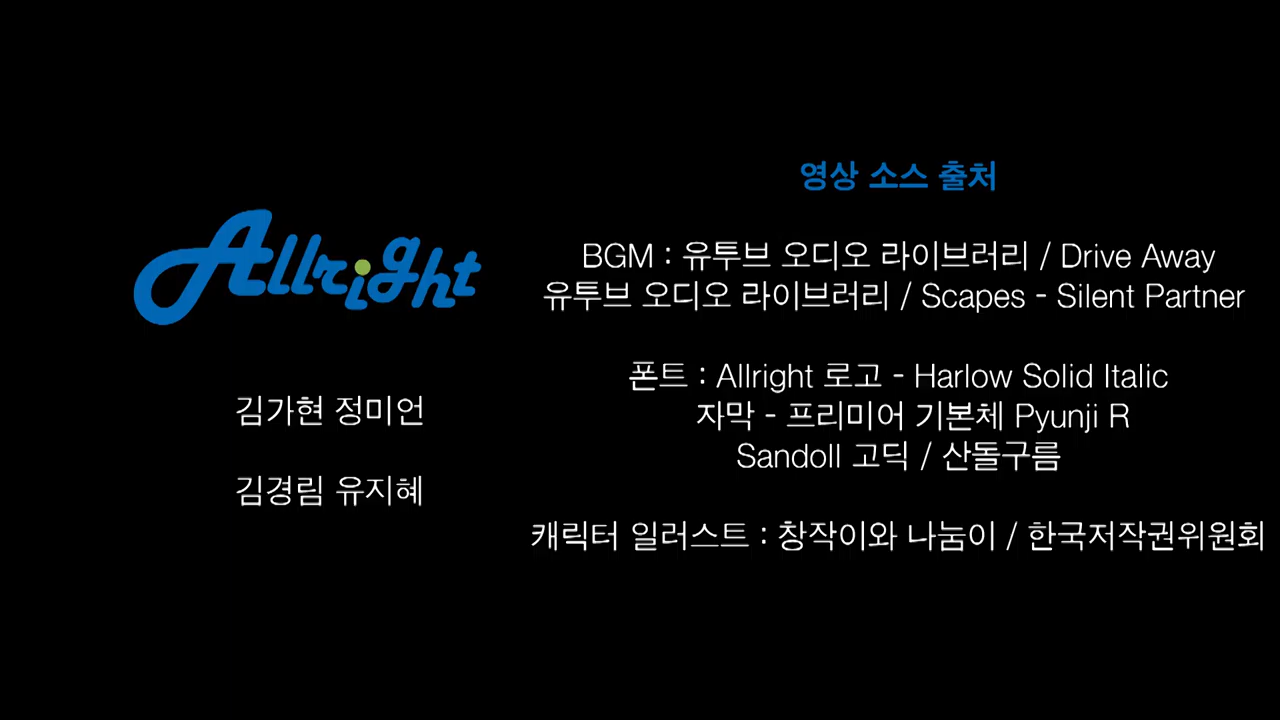 Allright
김가현 정미언
김경림 유지혜
영상 소스 출처
BGM : 유투브 오디오 라이브러리 / Drive Away
유투브 오디오 라이브러리 / Scapes - Silent Partner
폰트 : Allright 로고 - Harlow Solid Italic
자막 - 프리미어 기본체 Pyunji R
Sandoll 고딕 / 산돌구름
캐릭터 일러스트 : 창작이와 나눔이 / 한국저작권위원회